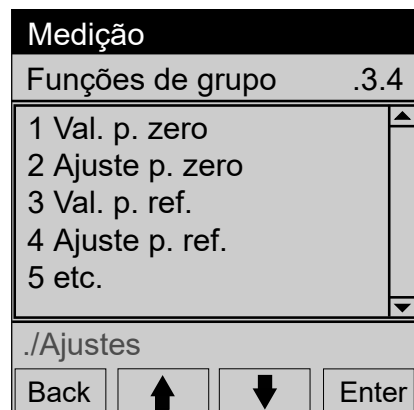 Medição
Funções de grupo .3.4
1 Val. p. zero
2 Ajuste p. zero
3 Val. p. ref.
4 Ajuste p. ref.
5 etc.
./Ajustes
Back Enter